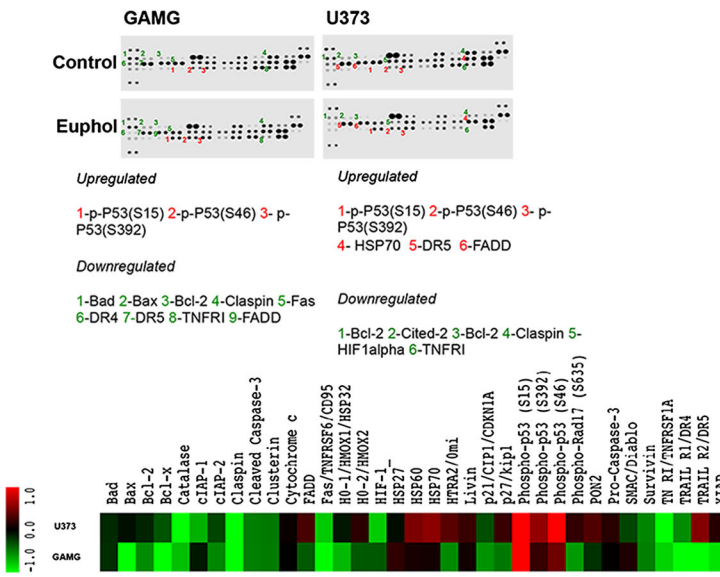 GAMG
U373
Control
Euphol
Upregulated
1-p-P53(S15) 2-p-P53(S46) 3- p-
P53(S392)
Downregulated
1-Bad 2-Bax 3-Bcl-2 4-Claspin 5-Fas
6-DR4 7-DR5 8-TNFRI 9-FADD
Upregulated
1-p-P53(S15) 2-p-P53(S46) 3- p-
P53(S392)
4- HSP70 5-DR5 6-FADD
Downregulated
1-Bcl-2 2-Cited-2 3-Bcl-2 4-Claspin 5-
HIF1alpha 6-TNFRI
Bad
Bax
Bcl-2
Bcl-x
Catalase
cIAP-1
cIAP-2
Claspin
Cleaved Caspase-3
Clusterin
Cytochrome c
FADD
Fas/TNFRSF6/CD95
HO-1/HMOX1/HSP32
HO-2/HMOX2
HIF-1_
HSP27
HSP60
HSP70
HTRA2/Omi
Livin
p21/CIP1/CDKN1A
p27/kip1
Phospho-p53 (S15)
Phospho-p53 (S392)
Phospho-p53 (S46)
Phospho-Rad17 (S635)
PON2
Pro-Caspase-3
SMAC/Diablo
Survivin
TN RI/TNFRSF1A
TRAIL R1/DR4
TRAIL R2/DR5
1.0
0.0
-1.0
U373
GAMG